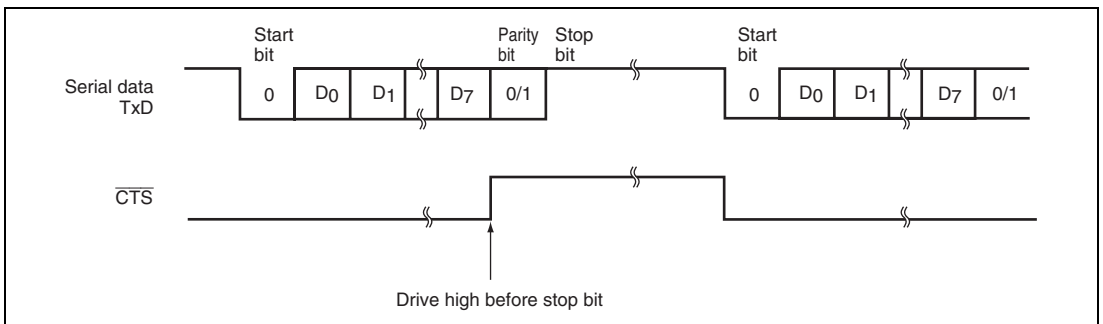 Start
bit
Parity
bit
Stop
bit
Start
bit
Serial data
TxD
0 D0 D1 D7 0/1 0 D0 D1 D7 0/1
CTS
Drive high before stop bit